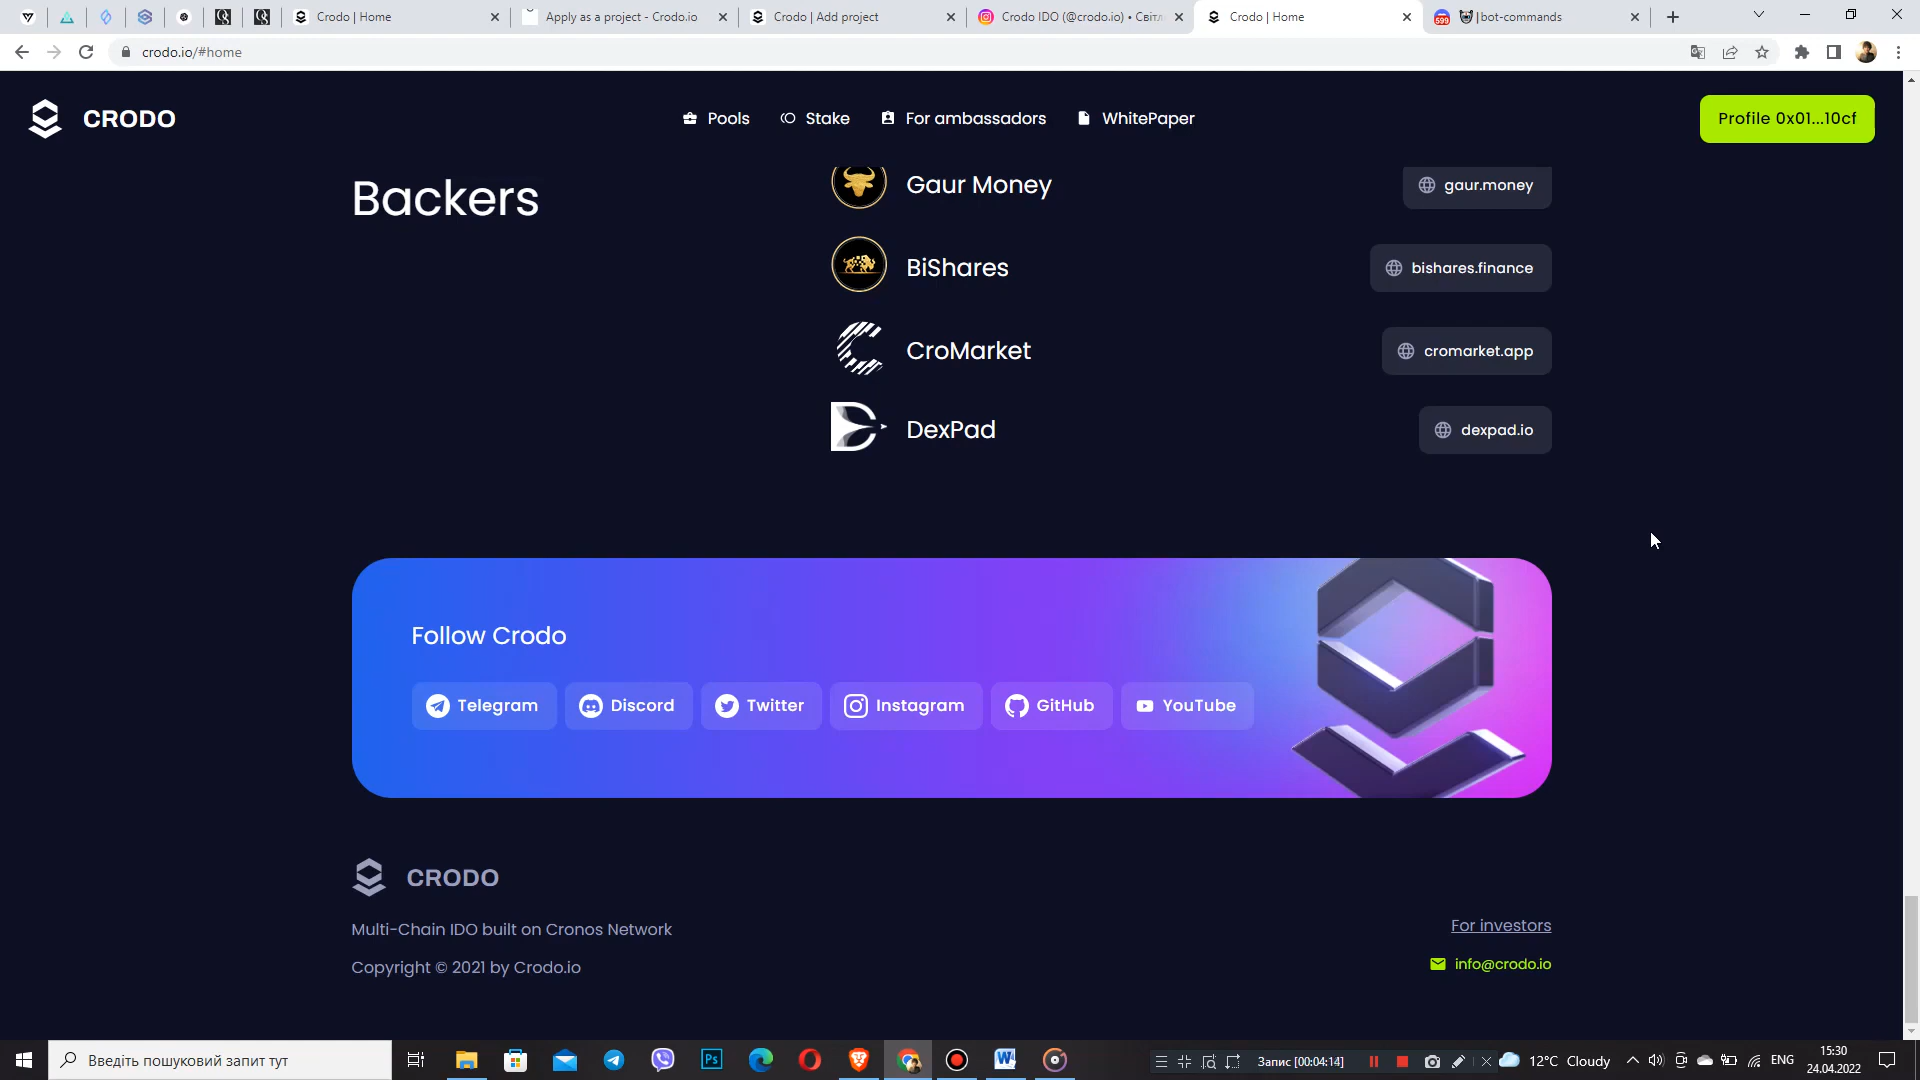 Crodo | Home
Apply as a project - Crodo.io
Crodo | Add project
Crodo IDO (@crodo.io) • Світл
Crodo | Home
599
|bot-commands
crodo.io/#home
CRODO
Pools
Stake
For ambassadors
WhitePaper
Profile 0x01...10cf
Backers
Gaur Money
gaur.money
BiShares
bishares.finance
CroMarket
cromarket.app
DexPad
dexpad.io
Follow Crodo
Telegram
Discord
Twitter
Instagram
GitHub
YouTube
CRODO
Multi-Chain IDO built on Cronos Network
For investors
Copyright © 2021 by Crodo.io
info@crodo.io
Введіть пошуковий запит тут
Ps
W
Запис [00:04:14]
12°C Cloudy
ENG
15:30
24.04.2022